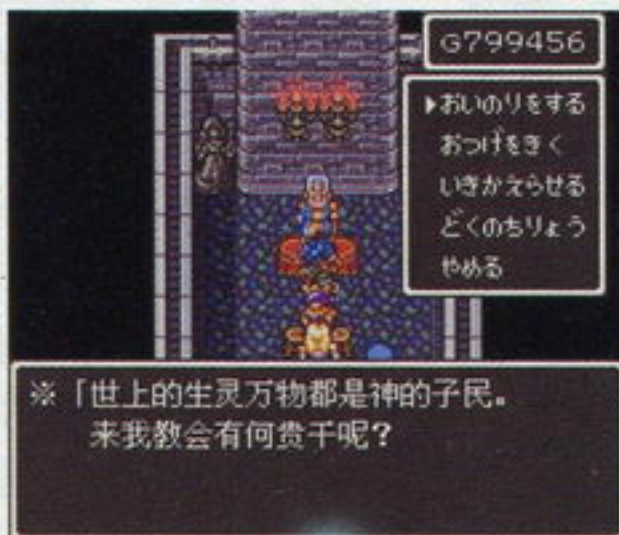 G799456
▶おいのりをする
おつげをきく
いきかえらせる
どくのちりょう
やめる
※「世上的生灵万物都是神的子民。
来我教会有何贵干呢?